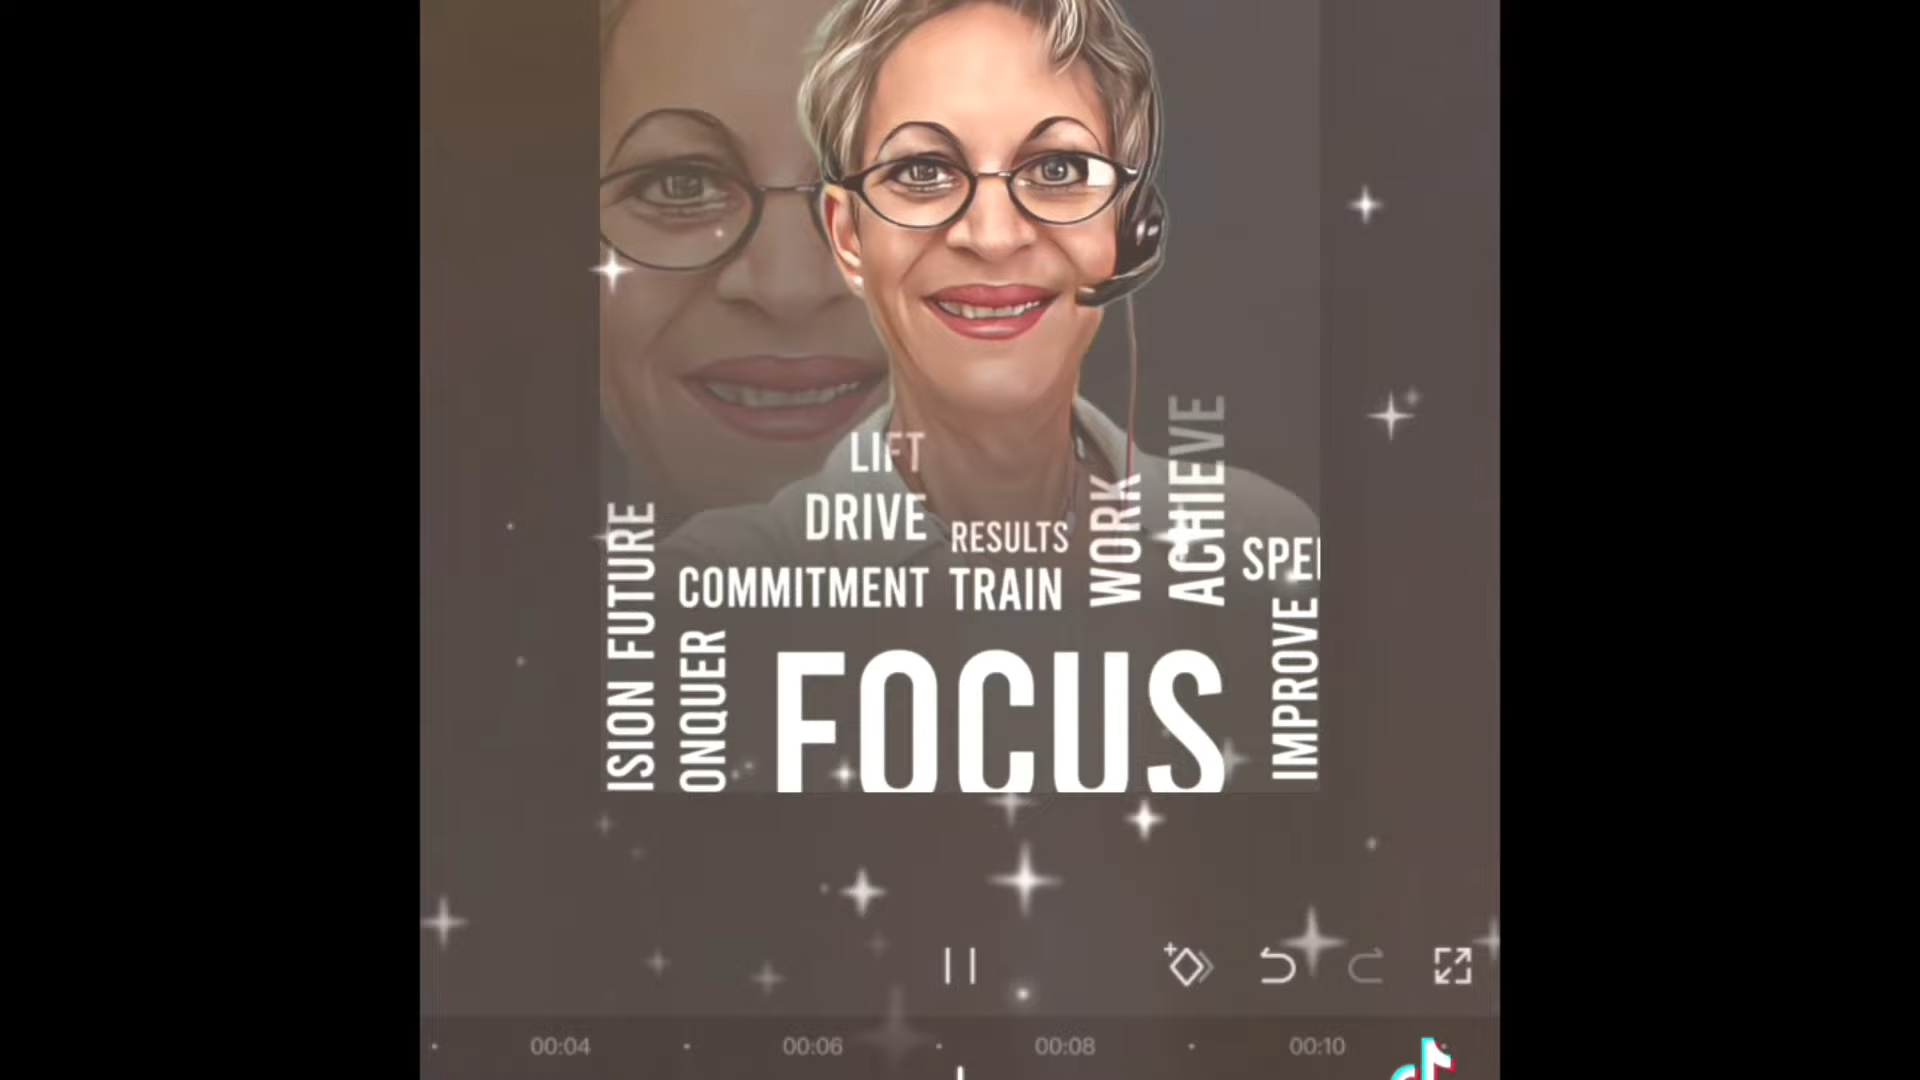 LIFT
DRIVE
RESULTS
WORK
ACHIEVE
ISION FUTURE
COMMITMENT
TRAIN
SPE
ONQUER
FOCUS
IMPROVE
00:04
00:06
00:08
00:10